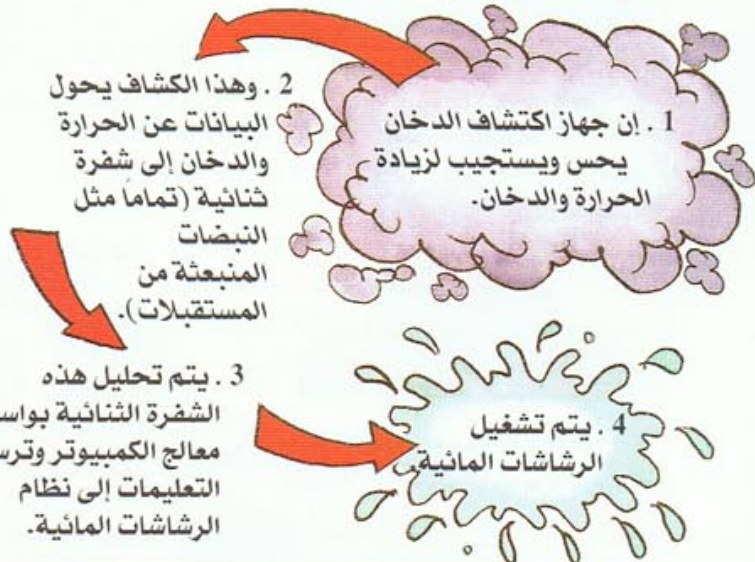 1. إن جهاز اكتشاف الدخان
يحس ويستجيب لزيادة
الحرارة والدخان.
2. وهذا الكشاف يحول
البيانات عن الحرارة
والدخان إلى شفرة
ثنائية (تماماً مثل
النبضات
المنبعثة من
المستقبلات).
3. يتم تحليل هذه
الشفرة الثنائية
معالج الكمبيوتر
التعليمات إلى نظام
الرشاشات المائية.
4. يتم تشغيل
الرشاشات المائية.